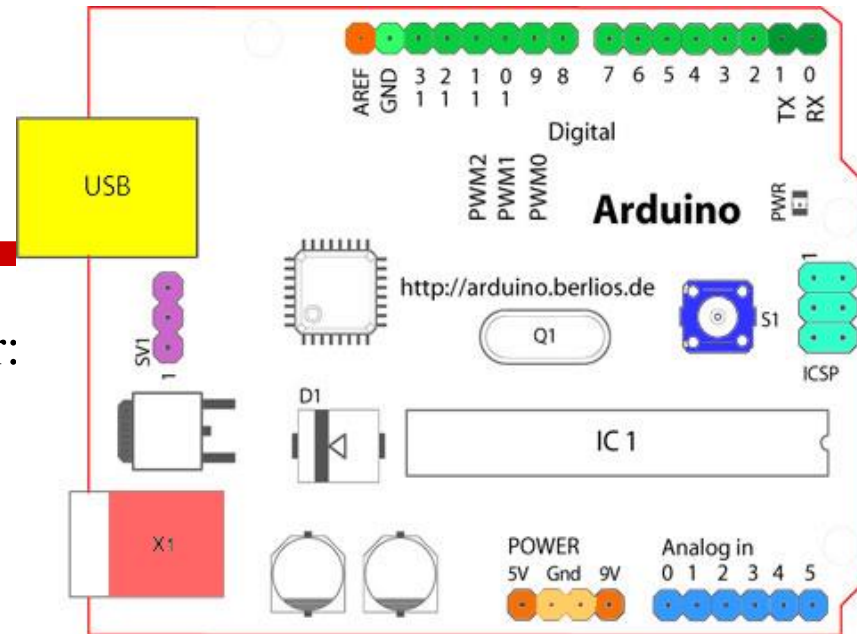 AREF GND 13 12 11 10 9 8 7 6 5 4 3 2 1 0
TX RX
Digital
USB
PWM2 PWM1 PWM0
Arduino
PWR
1
http://arduino.berlios.de
SV1
1
Q1
S1
r:
ICSP
D1
IC 1
X1
POWER
5V Gnd 9V
Analog in
0 1 2 3 4 5